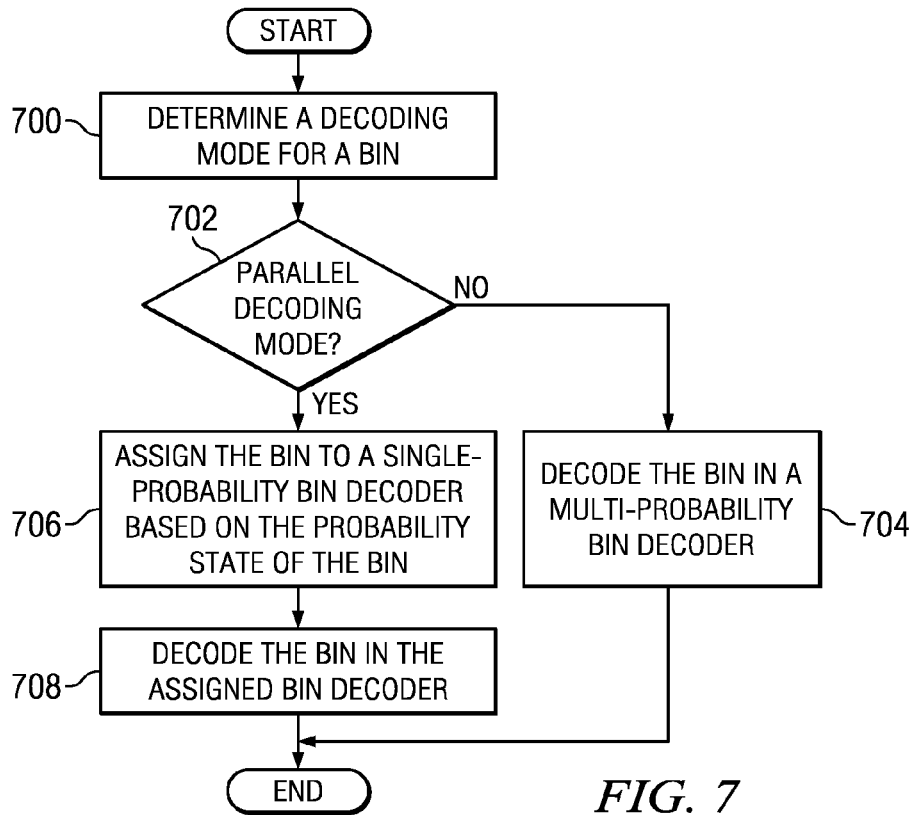 START
700
DETERMINE A DECODING
MODE FOR A BIN
702
PARALLEL
DECODING
MODE?
NO
YES
706
ASSIGN THE BIN TO A SINGLE-
PROBABILITY BIN DECODER
BASED ON THE PROBABILITY
STATE OF THE BIN
DECODE THE BIN IN A
MULTI-PROBABILITY
BIN DECODER
704
708
DECODE THE BIN IN THE
ASSIGNED BIN DECODER
END
FIG. 7